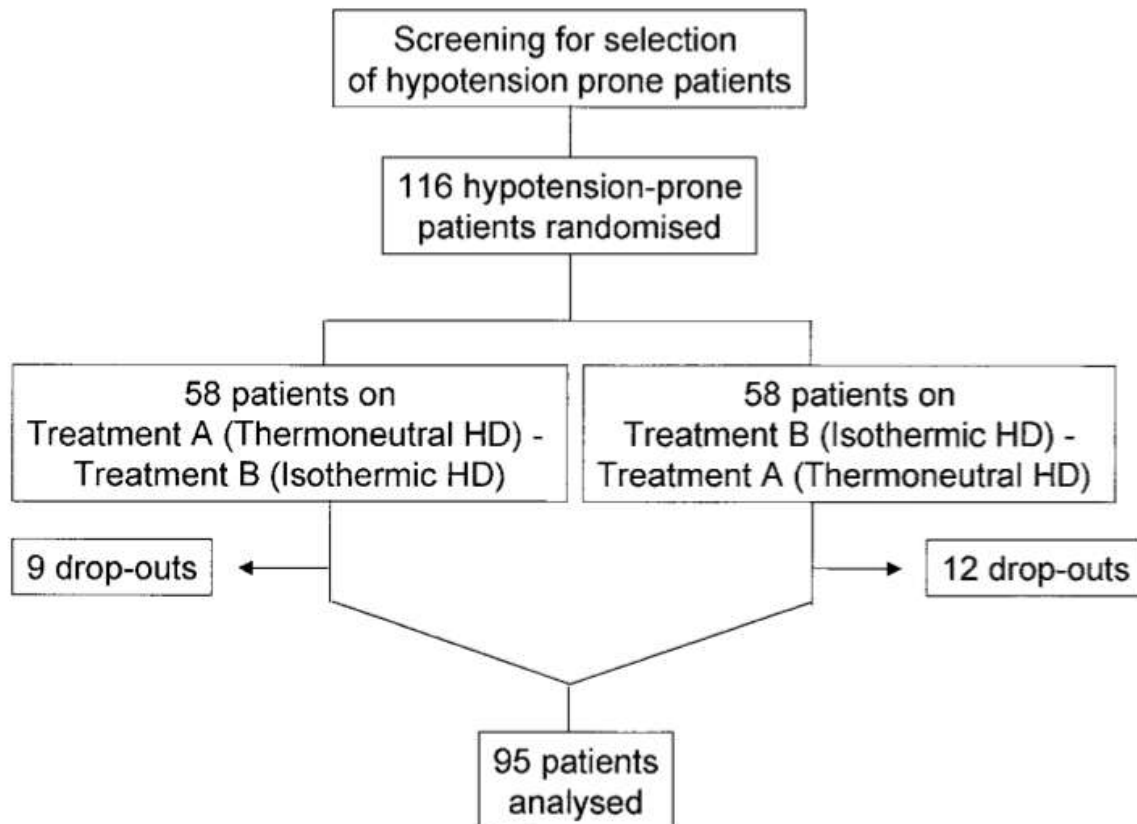 Screening for selection
of hypotension prone patients
116 hypotension-prone
patients randomised
58 patients on
Treatment A (Thermoneutral HD) -
Treatment B (Isothermic HD)
58 patients on
Treatment B (Isothermic HD) -
Treatment A (Thermoneutral HD)
9 drop-outs
12 drop-outs
95 patients
analysed